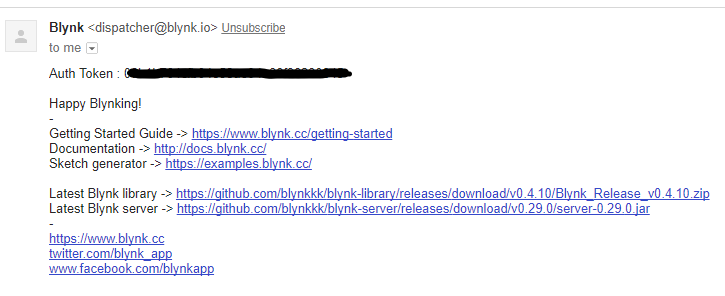 Blynk <dispatcher@blynk.io> Unsubscribe
to me
Auth Token :
Happy Blynking!
-
Getting Started Guide -> https://www.blynk.cc/getting-started
Documentation -> http://docs.blynk.cc/
Sketch generator -> https://examples.blynk.cc/
Latest Blynk library -> https://github.com/blynkkk/blynk-library/releases/download/v0.4.10/Blynk_Release_v0.4.10.zip
Latest Blynk server -> https://github.com/blynkkk/blynk-server/releases/download/v0.29.0/server-0.29.0.jar
-
https://www.blynk.cc
twitter.com/blynk_app
www.facebook.com/blynkapp